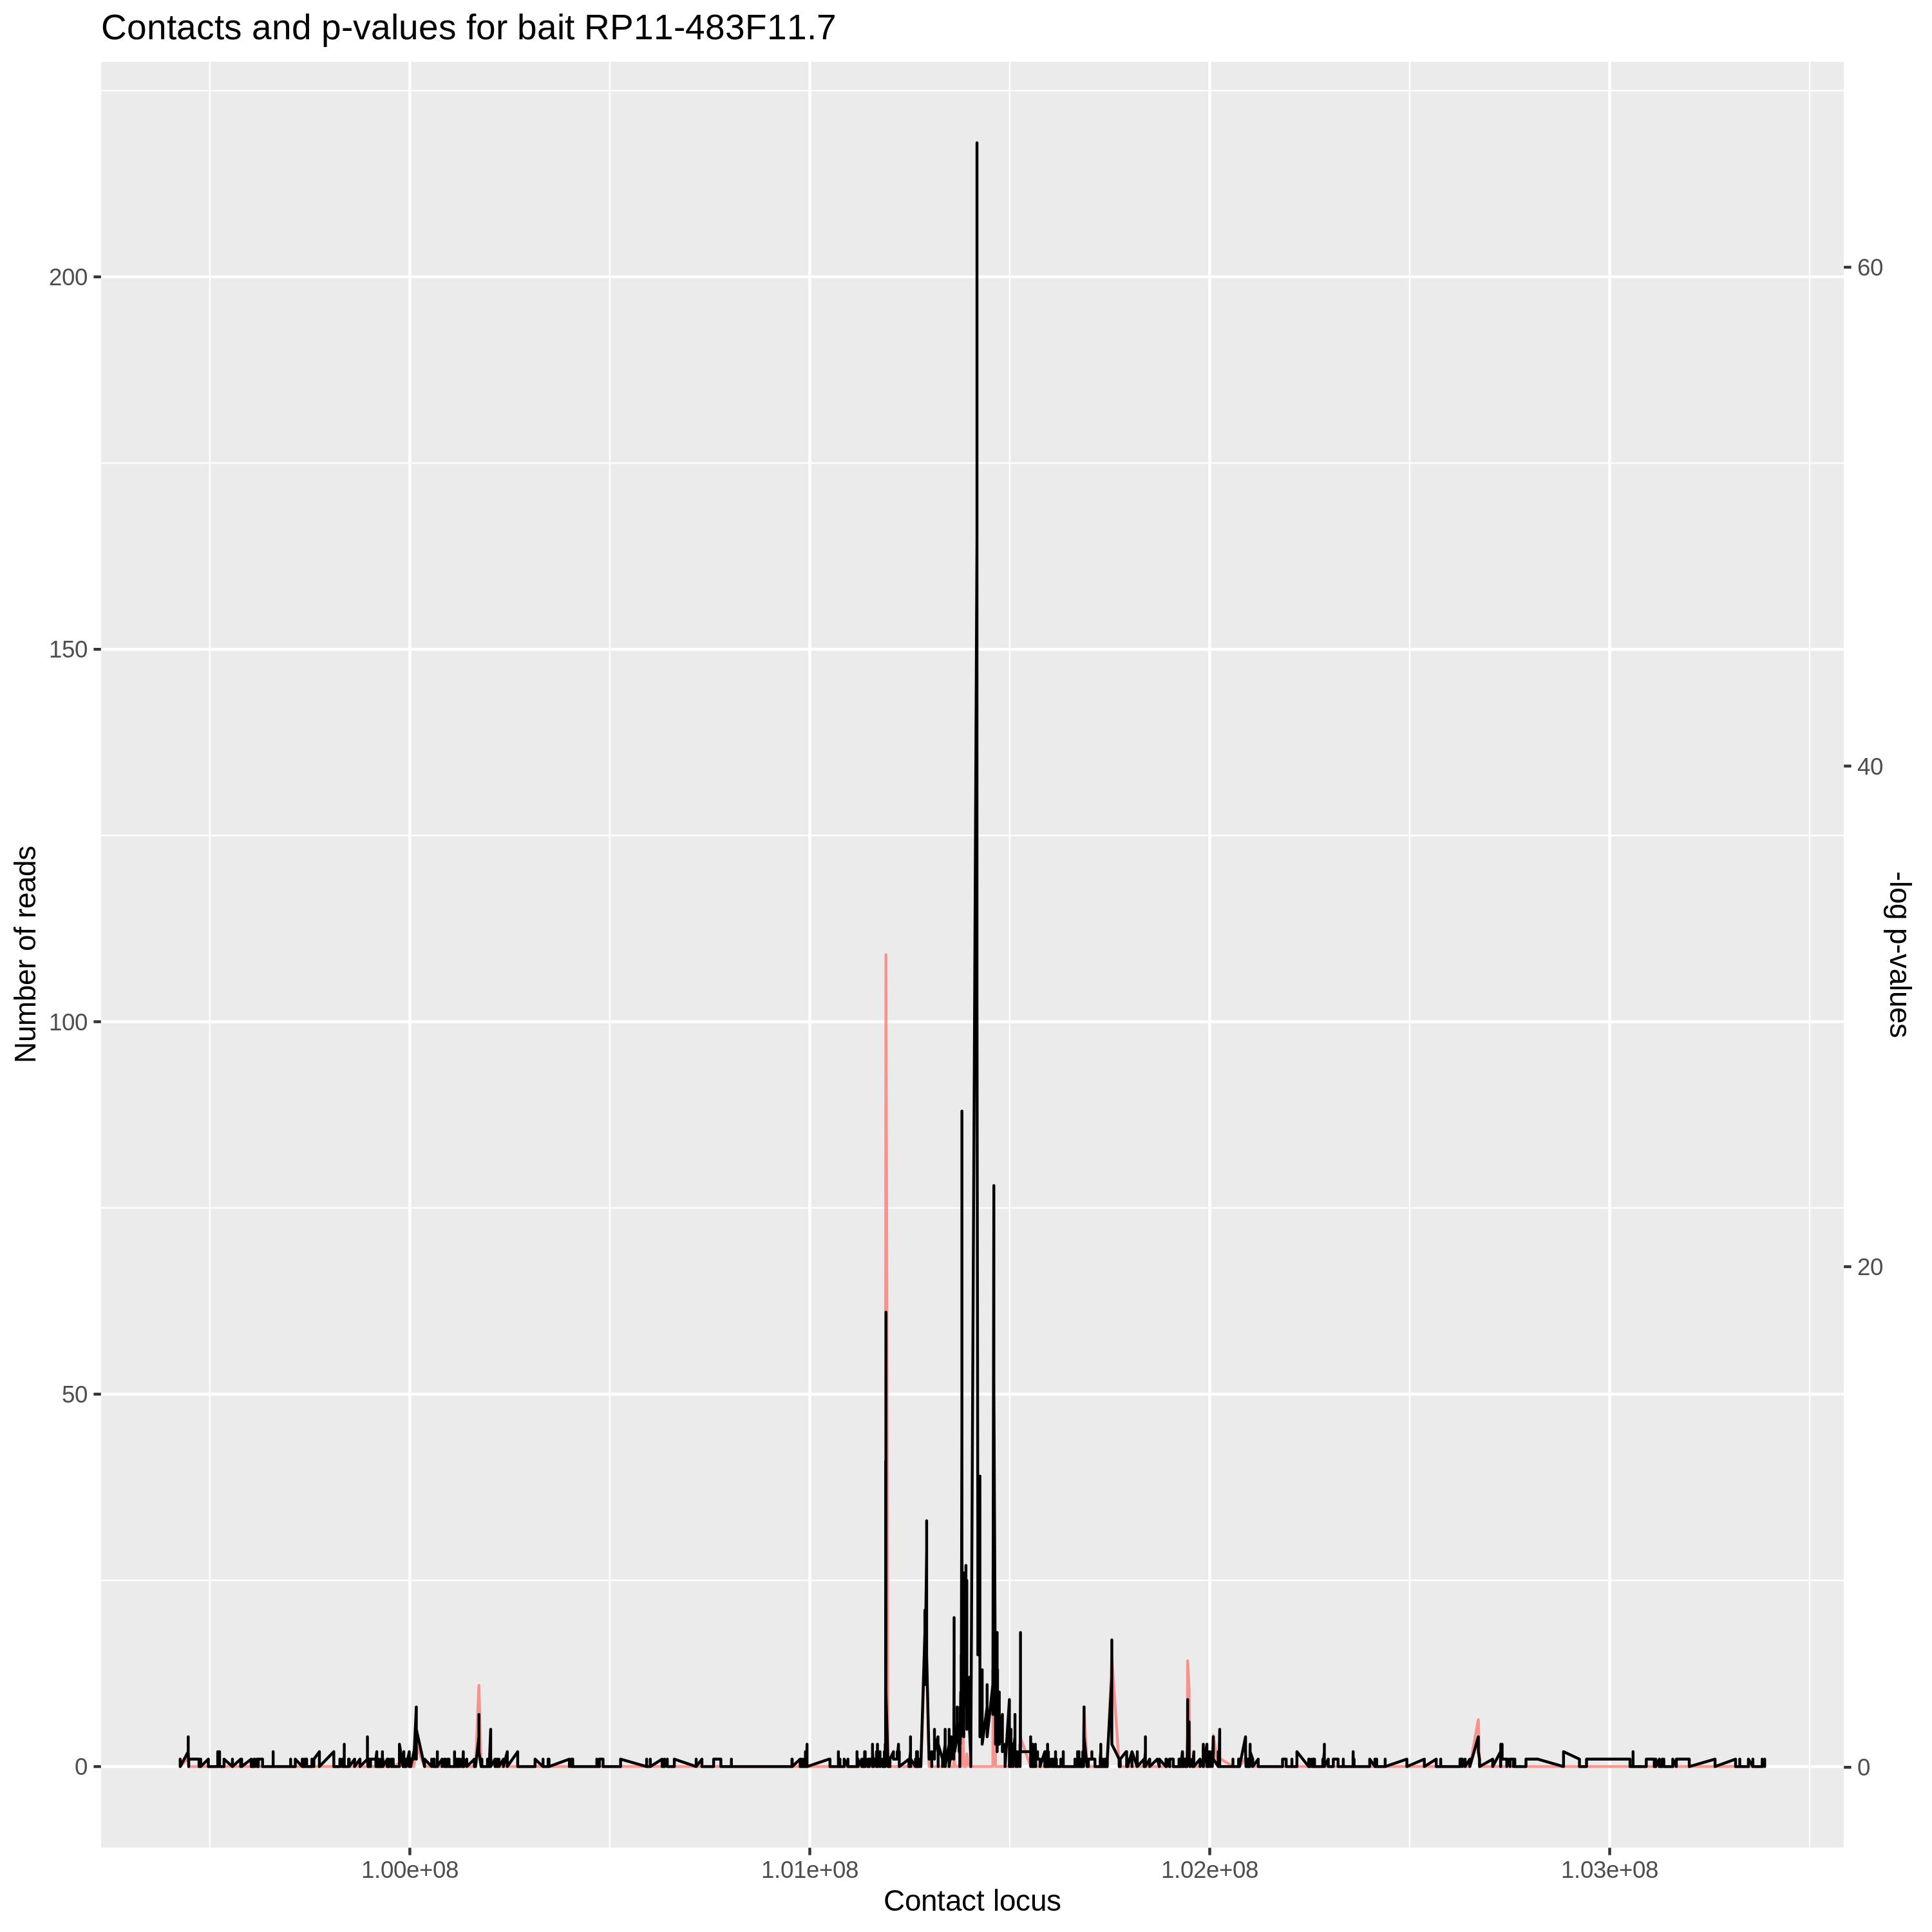 Contacts and p-values for bait RP11-483F11.7
200
150
100
50
0
60
40
20
0
Number of reads
-log p-values
1.00e+08
1.01e+08
1.02e+08
1.03e+08
Contact locus